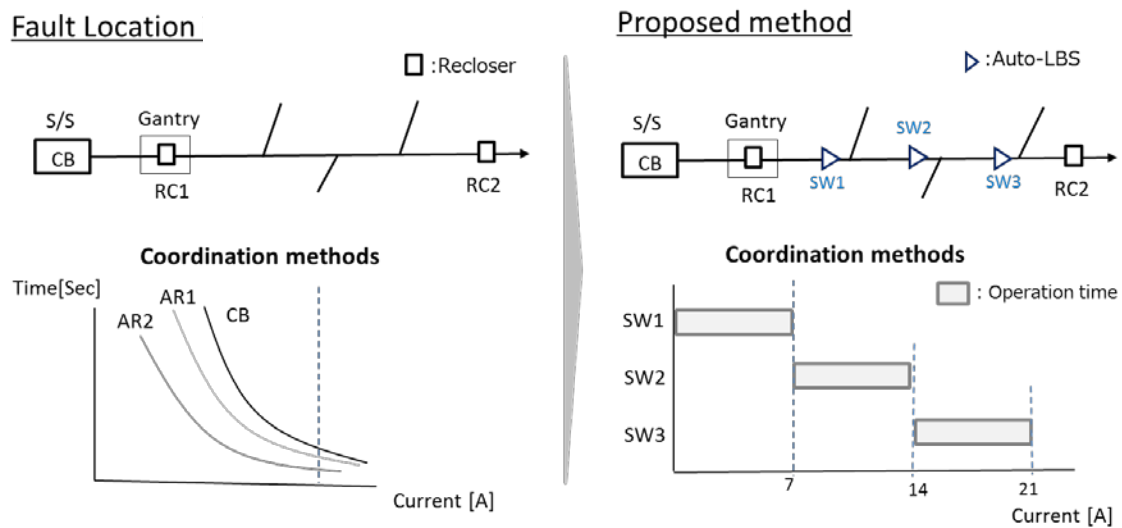 Fault Location
:Recloser
S/S
Gantry
CB
RC1
RC2
Coordination methods
Time[Sec]
AR1
AR2
CB
Current [A]
Proposed method
:Auto-LBS
S/S
Gantry
SW2
CB
RC1
SW1
SW3
RC2
Coordination methods
: Operation time
SW1
SW2
SW3
7
14
21
Current [A]